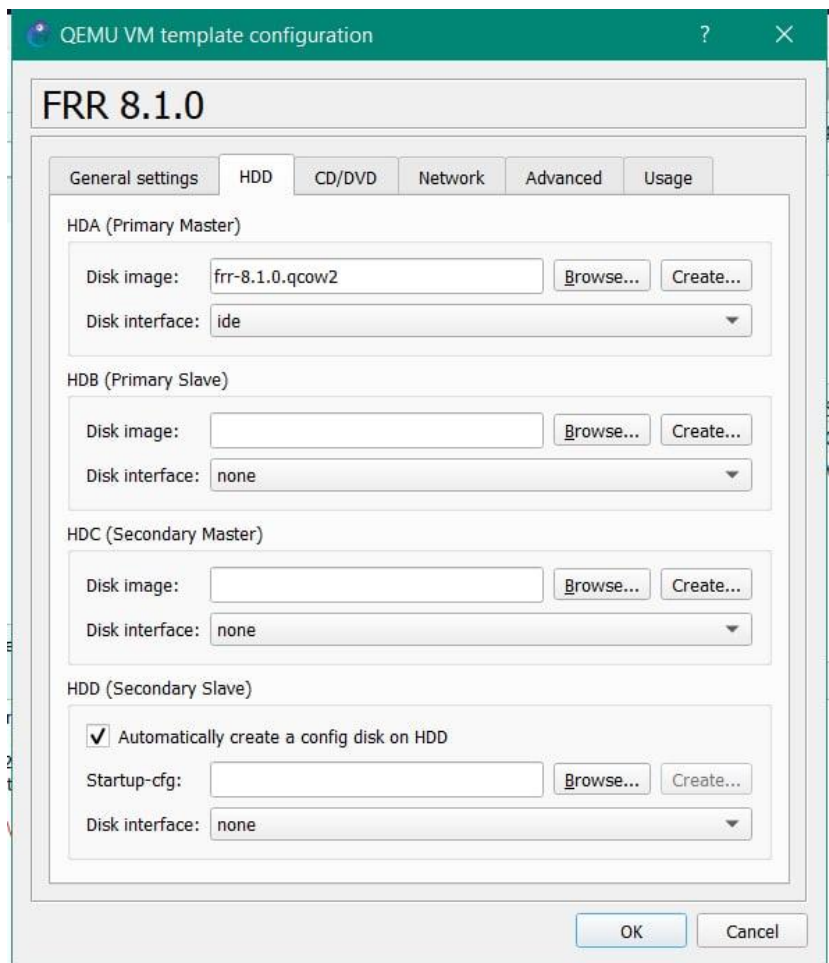 QEMU VM template configuration ? ×
FRR 8.1.0
General settings HDD CD/DVD Network Advanced Usage
HDA (Primary Master)
Disk image: frr-8.1.0.qcow2 Browse... Create...
Disk interface: ide
HDB (Primary Slave)
Disk image: Browse... Create...
Disk interface: none
HDC (Secondary Master)
Disk image: Browse... Create...
Disk interface: none
HDD (Secondary Slave)
Automatically create a config disk on HDD
Startup-cfg: Browse... Create...
Disk interface: none
OK Cancel